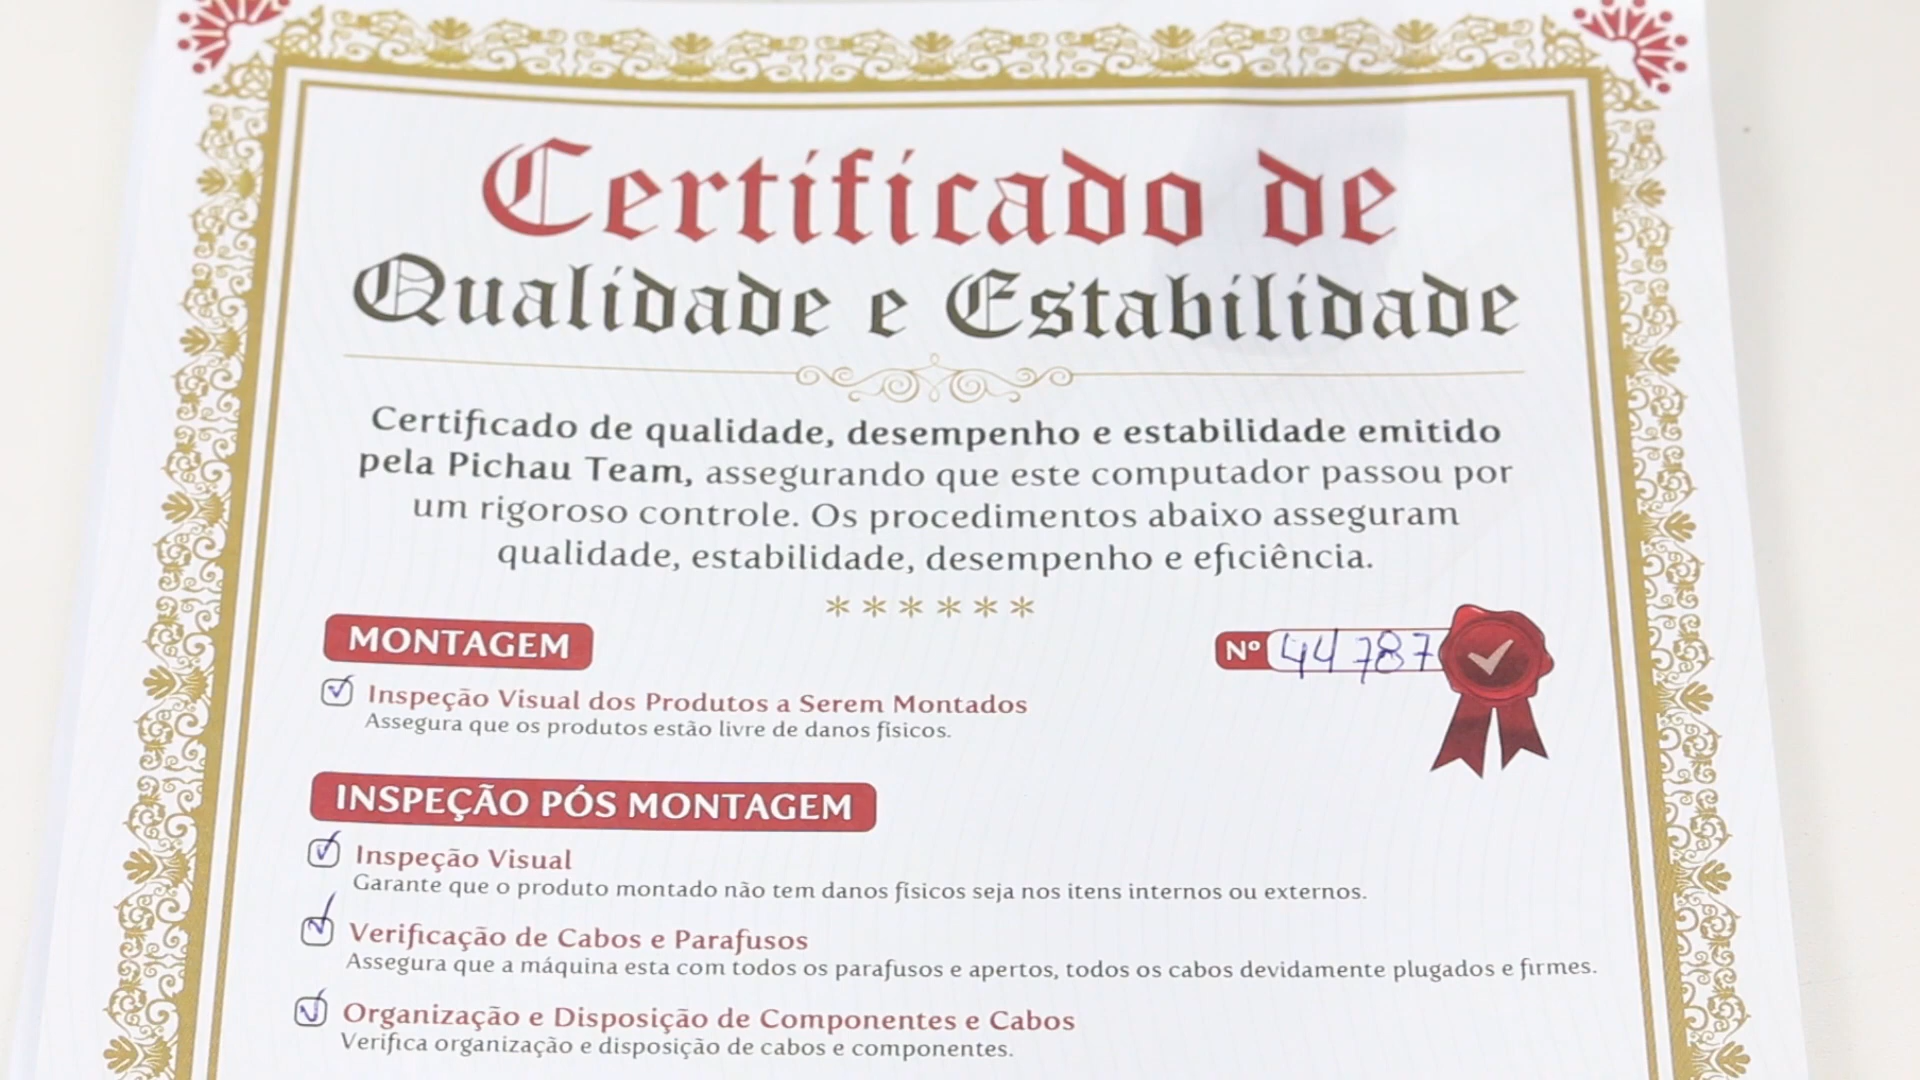 Certificado de
Qualidade e Estabilidade
Certificado de qualidade, desempenho e estabilidade emitido
pela Pichau Team, assegurando que este computador passou por
um rigoroso controle. Os procedimentos abaixo asseguram
qualidade, estabilidade, desempenho e eficiência.
******
MONTAGEM
Nº 44787
Inspeção Visual dos Produtos a Serem Montados
Assegura que os produtos estão livre de danos físicos.
INSPEÇÃO PÓS MONTAGEM
Inspeção Visual
Garante que o produto montado não tem danos físicos seja nos itens internos ou externos.
Verificação de Cabos e Parafusos
Assegura que a máquina esta com todos os parafusos e apertos, todos os cabos devidamente plugados e firmes.
Organização e Disposição de Componentes e Cabos
Verifica organização e disposição de cabos e componentes.